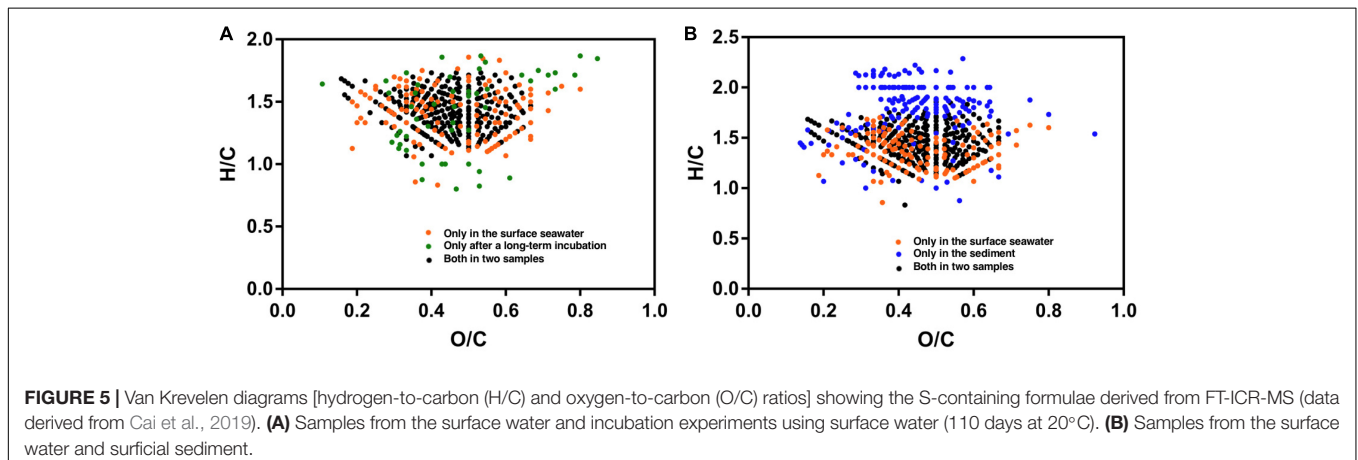 A
2.0
1.5
1.0
0.5
0.0
H/C
0.0 0.2 0.4 0.6 0.8 1.0
O/C
Only in the surface seawater
Only after a long-term incubation
Both in two samples
B
2.5
2.0
1.5
1.0
0.5
0.0
H/C
0.0 0.2 0.4 0.6 0.8 1.0
O/C
Only in the surface seawater
Only in the sediment
Both in two samples
FIGURE 5 | Van Krevelen diagrams [hydrogen-to-carbon (H/C) and oxygen-to-carbon (O/C) ratios] showing the S-containing formulae derived from FT-ICR-MS (data
derived from Cai et al., 2019). (A) Samples from the surface water and incubation experiments using surface water (110 days at 20°C). (B) Samples from the surface
water and surficial sediment.